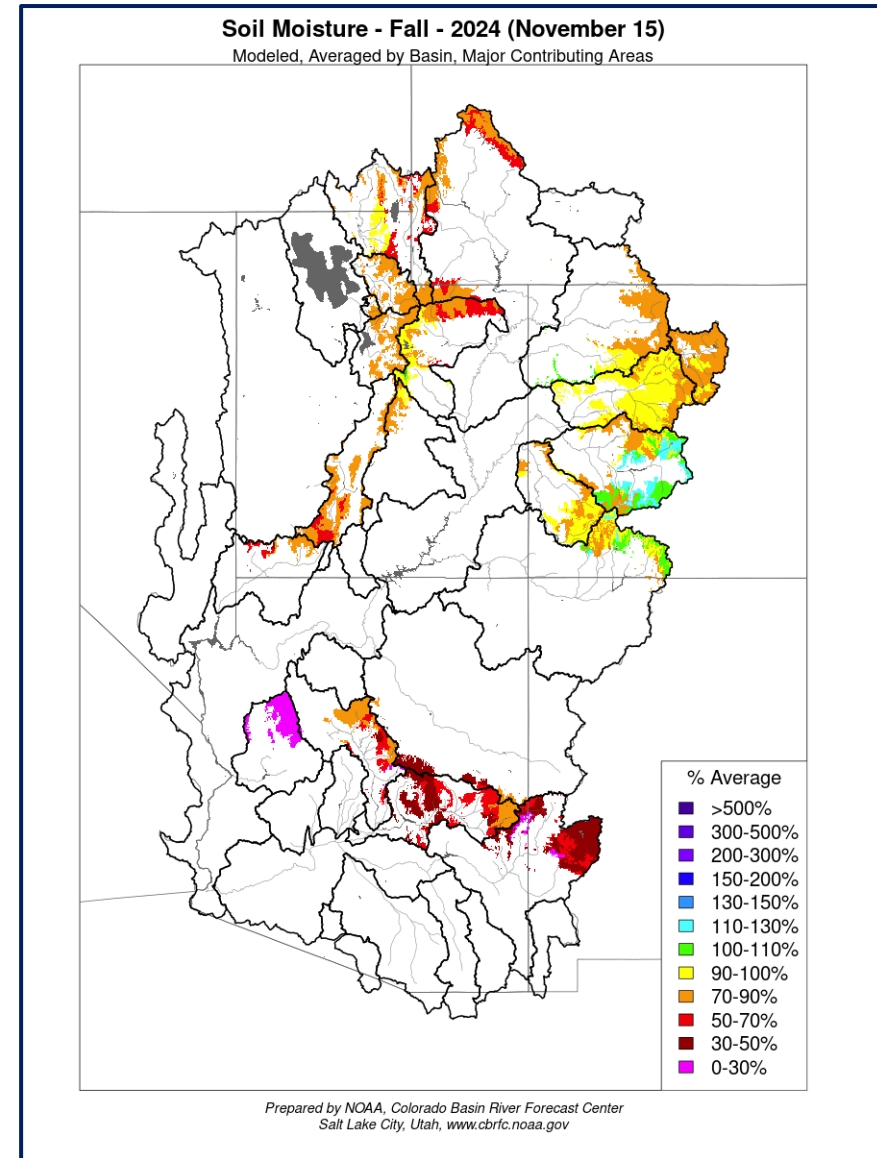 Soil Moisture - Fall - 2024 (November 15)
Modeled, Averaged by Basin, Major Contributing Areas
% Average
>500%
300-500%
200-300%
150-200%
130-150%
110-130%
100-110%
90-100%
70-90%
50-70%
30-50%
0-30%
Prepared by NOAA, Colorado Basin River Forecast Center
Salt Lake City, Utah, www.cbrfc.noaa.gov